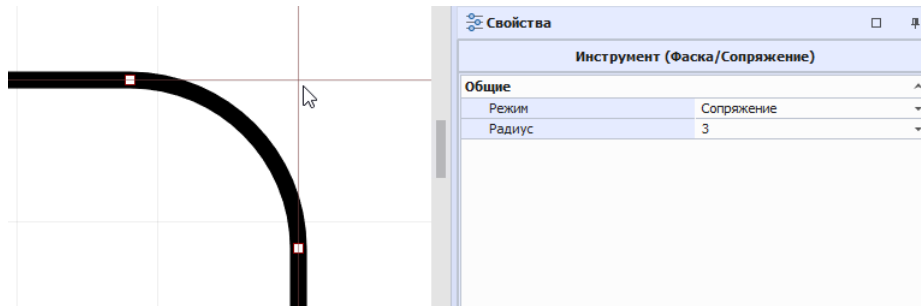 Свойства
Инструмент (Фаска/Сопряжение)
Общие
Режим Сопряжение
Радиус 3